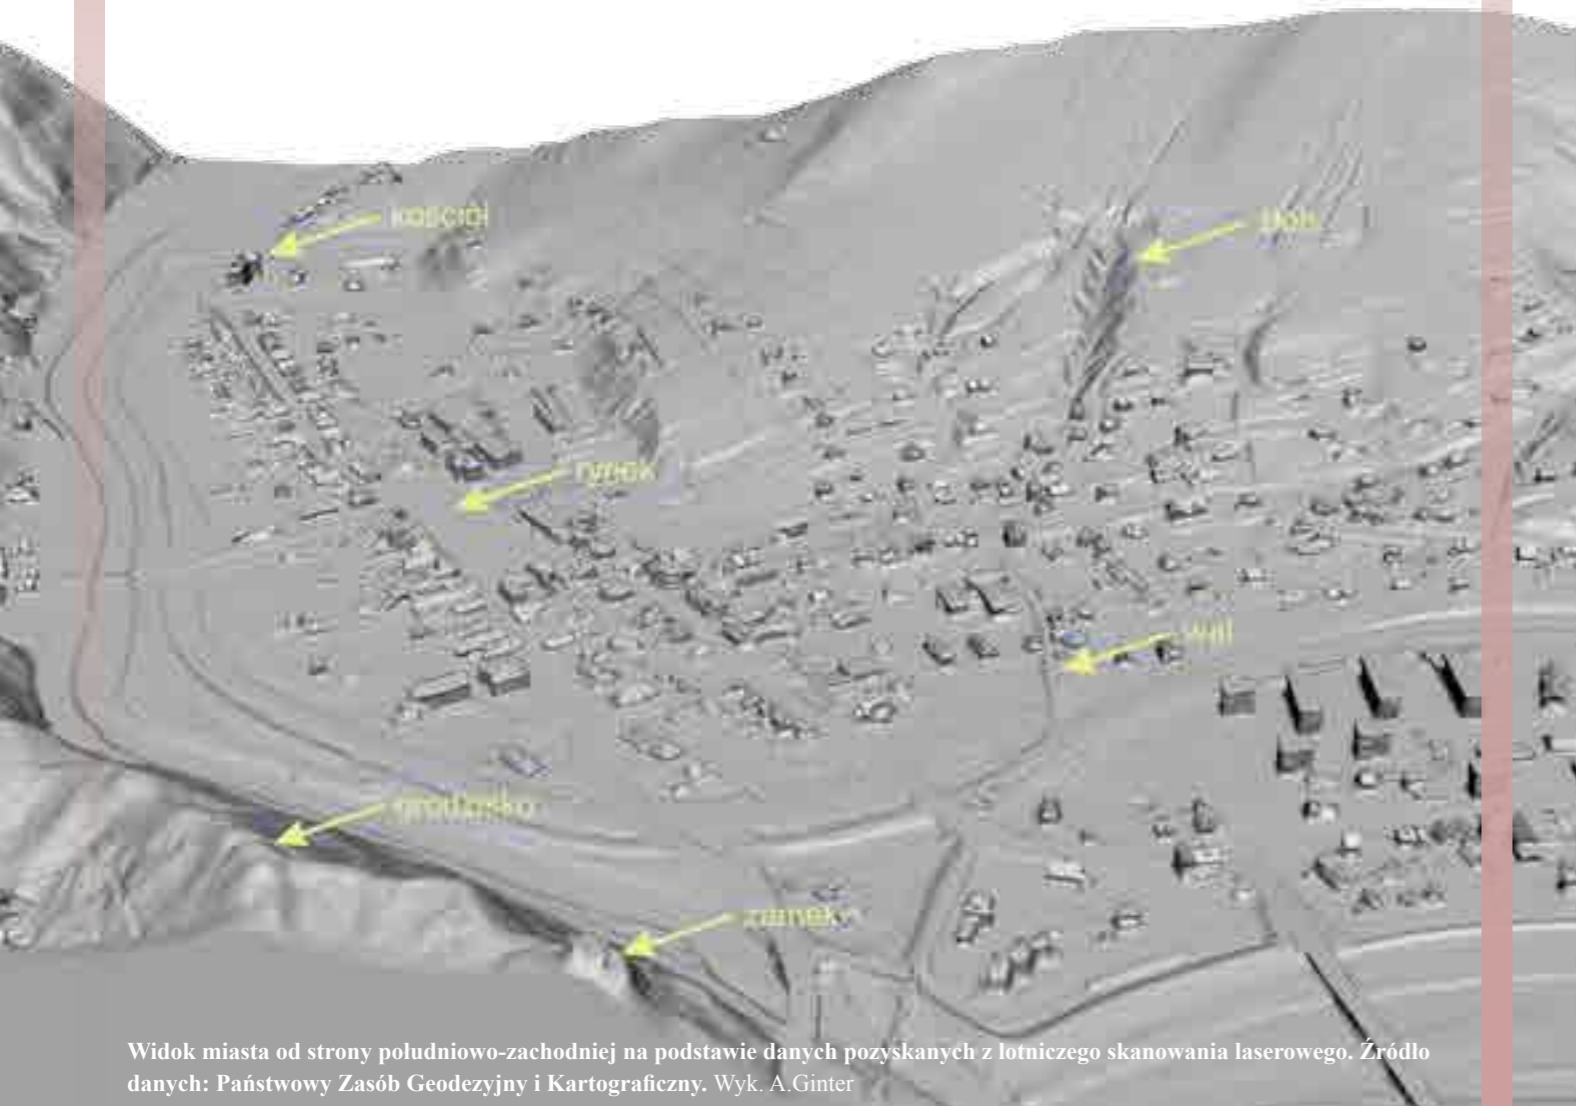 kościół
rynek
wał
grodzisko
zamek
Widok miasta od strony południowo-zachodniej na podstawie danych pozyskanych z lotniczego skanowania laserowego. Źródło
danych: Państwowy Zasób Geodezyjny i Kartograficzny. Wyk. A.Ginter